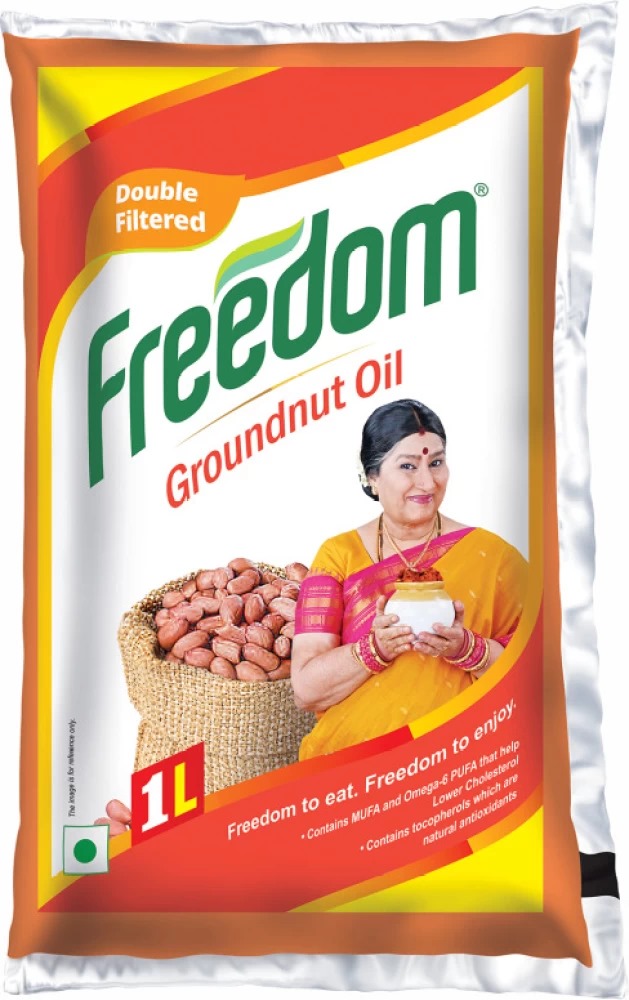 Double
Filtered
Freedom®
Groundnut Oil
The image is for reference only.
1L
Freedom to eat. Freedom to enjoy.
• Contains MUFA and Omega-6 PUFA that help
Lower Cholesterol
• Contains tocopherols which are
natural antioxidants